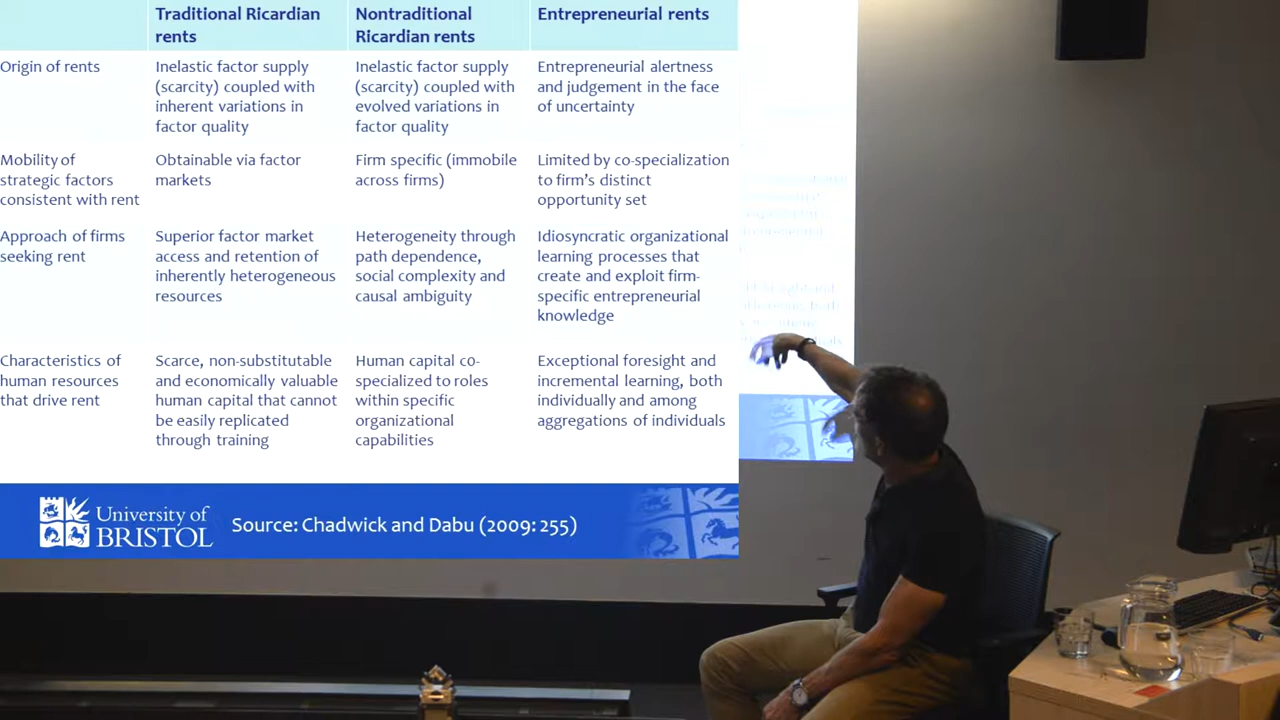 Traditional Ricardian
rents
Nontraditional
Ricardian rents
Entrepreneurial rents
Origin of rents
Inelastic factor supply
(scarcity) coupled with
inherent variations in
factor quality
Inelastic factor supply
(scarcity) coupled with
evolved variations in
factor quality
Entrepreneurial alertness
and judgement in the face
of uncertainty
Mobility of
strategic factors
consistent with rent
Obtainable via factor
markets
Firm specific (immobile
across firms)
Limited by co-specialization
to firm's distinct
opportunity set
Approach of firms
seeking rent
Superior factor market
access and retention of
inherently heterogeneous
resources
Heterogeneity through
path dependence,
social complexity and
causal ambiguity
Idiosyncratic organizational
learning processes that
create and exploit firm-
specific entrepreneurial
knowledge
Characteristics of
human resources
that drive rent
Scarce, non-substitutable
and economically valuable
human capital that cannot
be easily replicated
through training
Human capital co-
specialized to roles
within specific
organizational
capabilities
Exceptional foresight and
incremental learning, both
individually and among
aggregations of individuals
University of
BRISTOL
Source: Chadwick and Dabu (2009: 255)